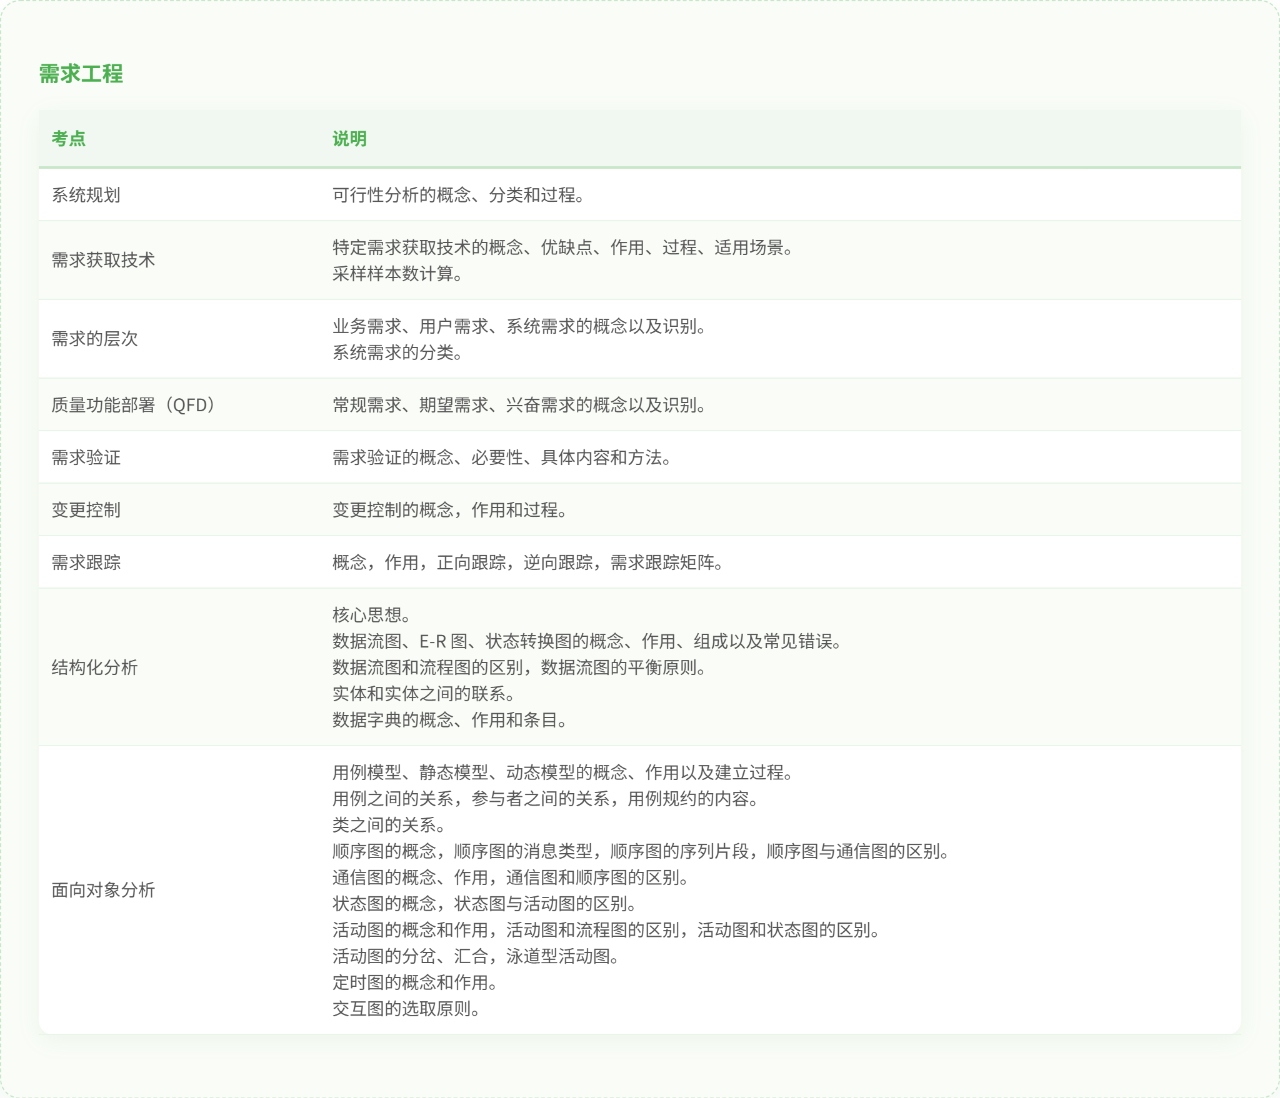 需求工程
考点 说明
系统规划 可行性分析的概念、分类和过程。
需求获取技术 特定需求获取技术的概念、优缺点、作用、过程、适用场景。
采样样本数计算。
需求的层次 业务需求、用户需求、系统需求的概念以及识别。
系统需求的分类。
质量功能部署（QFD） 常规需求、期望需求、兴奋需求的概念以及识别。
需求验证 需求验证的概念、必要性、具体内容和方法。
变更控制 变更控制的概念，作用和过程。
需求跟踪 概念，作用，正向跟踪，逆向跟踪，需求跟踪矩阵。
结构化分析 核心思想。
数据流图、E-R 图、状态转换图的概念、作用、组成以及常见错误。
数据流图和流程图的区别，数据流图的平衡原则。
实体和实体之间的联系。
数据字典的概念、作用和条目。
面向对象分析 用例模型、静态模型、动态模型的概念、作用以及建立过程。
用例之间的关系，参与者之间的关系，用例规约的内容。
类之间的关系。
顺序图的概念，顺序图的消息类型，顺序图的序列片段，顺序图与通信图的区别。
通信图的概念、作用，通信图和顺序图的区别。
状态图的概念，状态图与活动图的区别。
活动图的概念和作用，活动图和流程图的区别，活动图和状态图的区别。
活动图的分岔、汇合，泳道型活动图。
定时图的概念和作用。
交互图的选取原则。